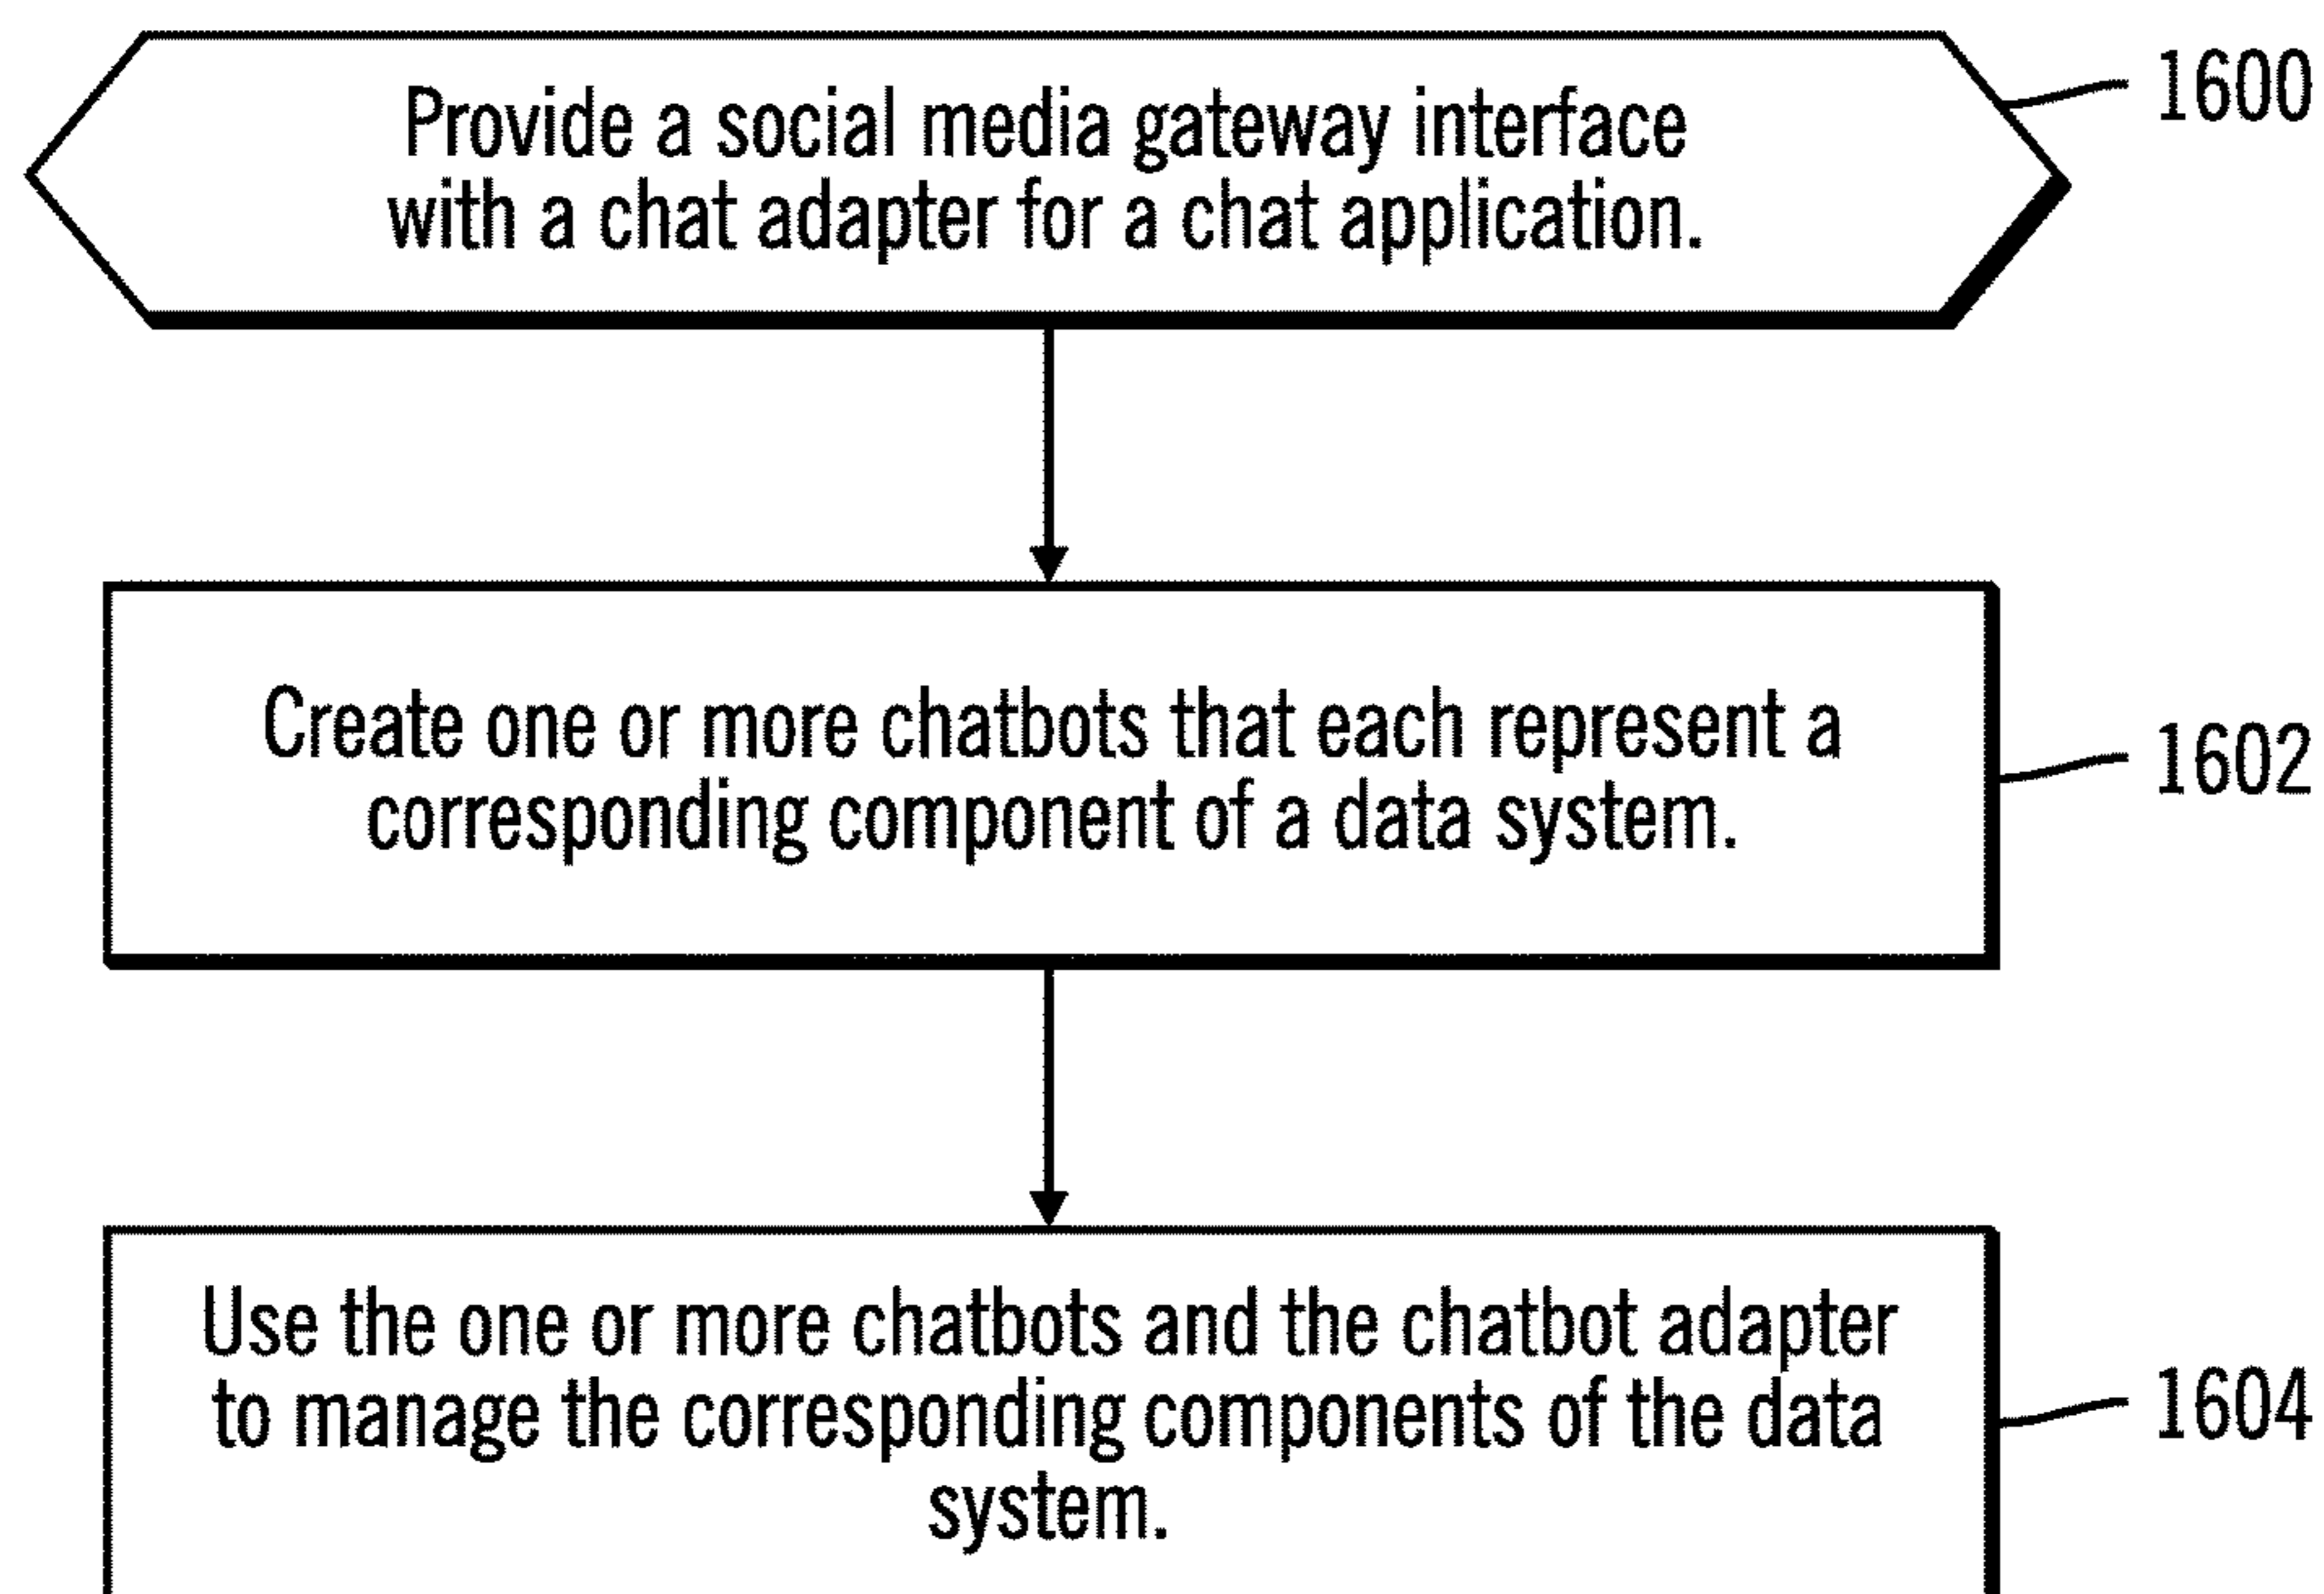 Provide a social media gateway interface
with a chat adapter for a chat application.
1600
Create one or more chatbots that each represent a
corresponding component of a data system.
1602
Use the one or more chatbots and the chatbot adapter
to manage the corresponding components of the data
system.
1604